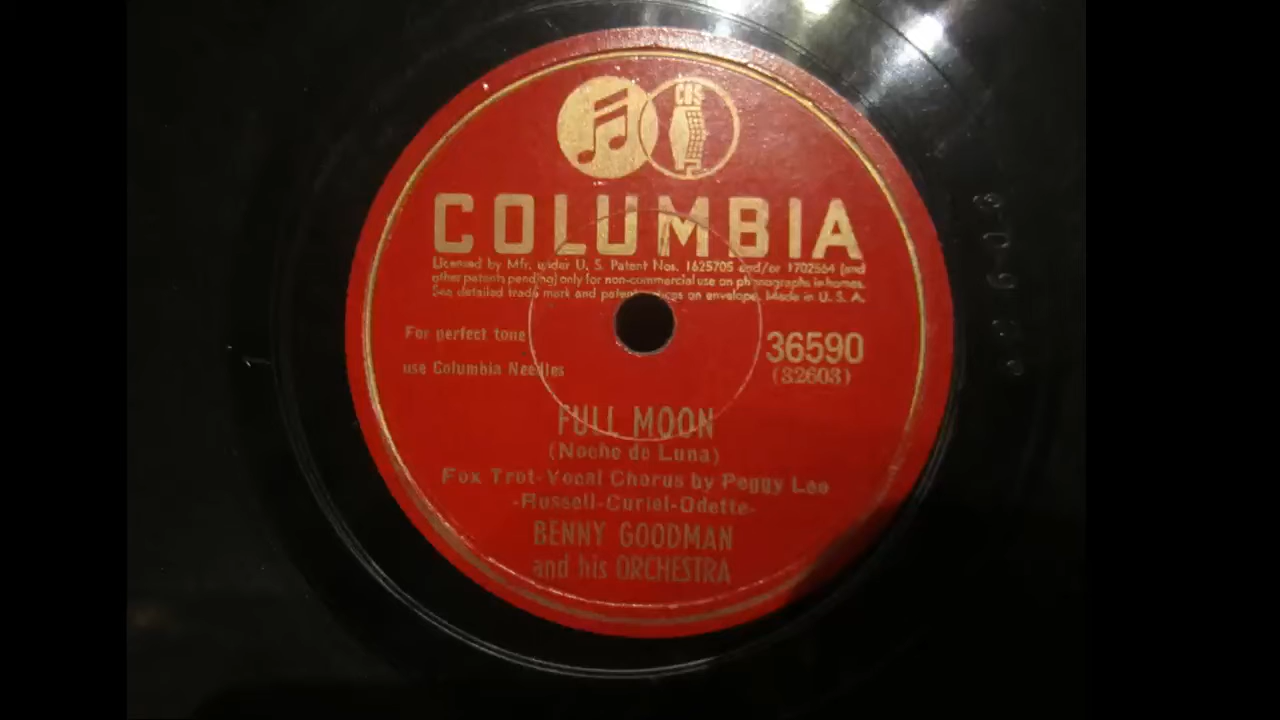 CBS
COLUMBIA
Licensed by Mfr. under U. S. Patent Nos. 1625705 and/or 1702564 (and
other patents pending) only for non-commercial use on phonographs in homes.
See detailed trade mark and patent notices on envelope. Made in U. S. A.
For perfect tone
use Columbia Needles
36590
(32603)
FULL MOON
(Noche de Luna)
Fox Trot-Vocal Chorus by Peggy Lee
-Russell-Curiel-Odette-
BENNY GOODMAN
and his ORCHESTRA